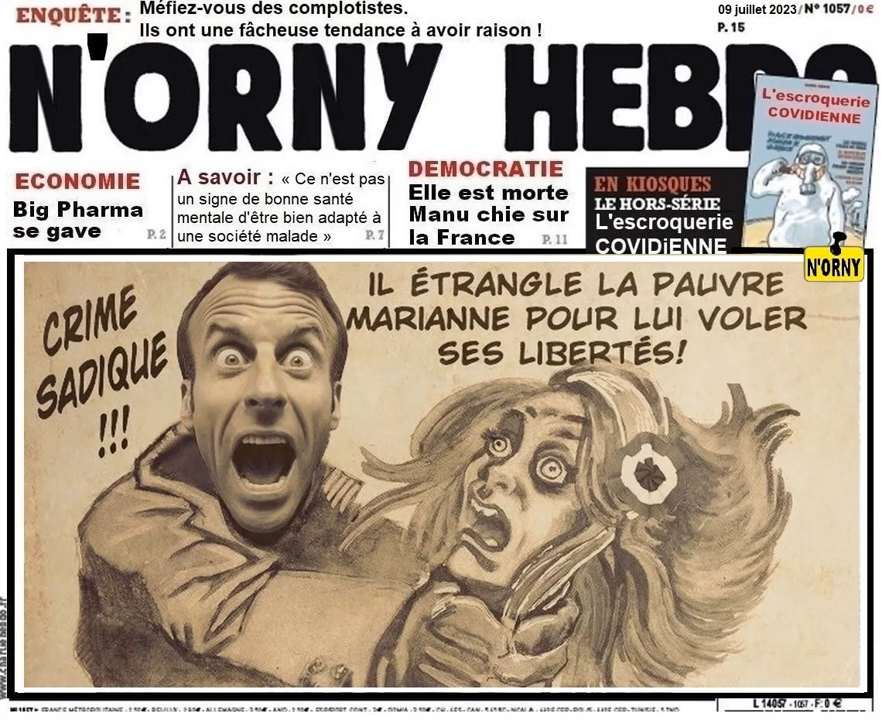 ENQUÊTE: Méfiez-vous des complotistes.
Ils ont une fâcheuse tendance à avoir raison !
09 juillet 2023/N° 1057/0€
P. 15
N'ORNY HEBDO
L'escroquerie
COVIDIENNE
ECONOMIE
Big Pharma
se gave P. 2
A savoir : « Ce n'est pas
un signe de bonne santé
mentale d'être bien adapté à
une société malade » P. 7
DEMOCRATIE
Elle est morte
Manu chie sur
la France P. 11
EN KIOSQUES
LE HORS-SÉRIE
L'escroquerie
COVIDiENNE
N'ORNY
CRIME
SADIQUE
!!!
IL ÉTRANGLE LA PAUVRE
MARIANNE POUR LUI VOLER
SES LIBERTÉS!
L 14057 - 1057 - F: 0 €